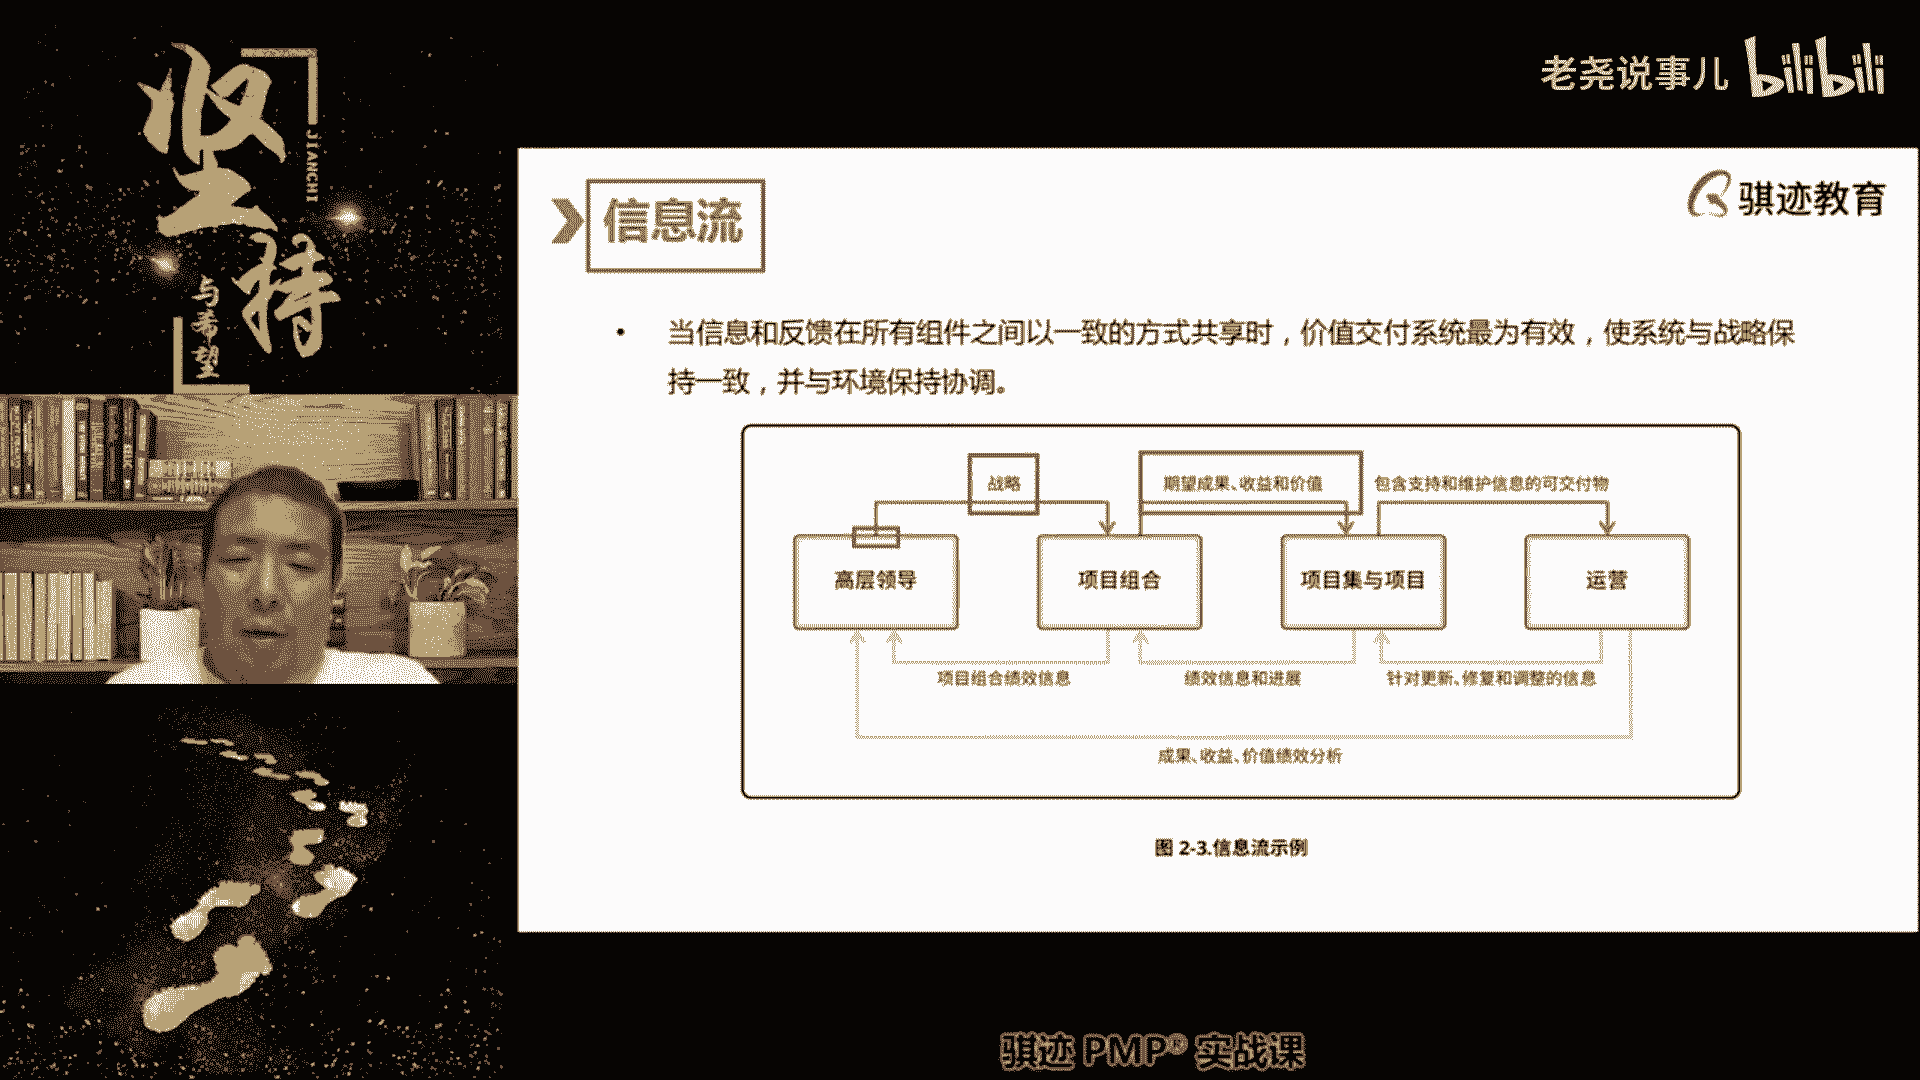 坚持
JIANCHI
与希望
老尧说事儿 bilibili
信息流
骐迹教育
• 当信息和反馈在所有组件之间以一致的方式共享时，价值交付系统最为有效，使系统与战略保
持一致，并与环境保持协调。
战略
期望成果、收益和价值
包含支持和维护信息的可交付物
高层领导
项目组合
项目集与项目
运营
项目组合绩效信息
绩效信息和进展
针对更新、修复和调整的信息
成果、收益、价值绩效分析
图 2-3.信息流示例
骐迹 PMP® 实战课